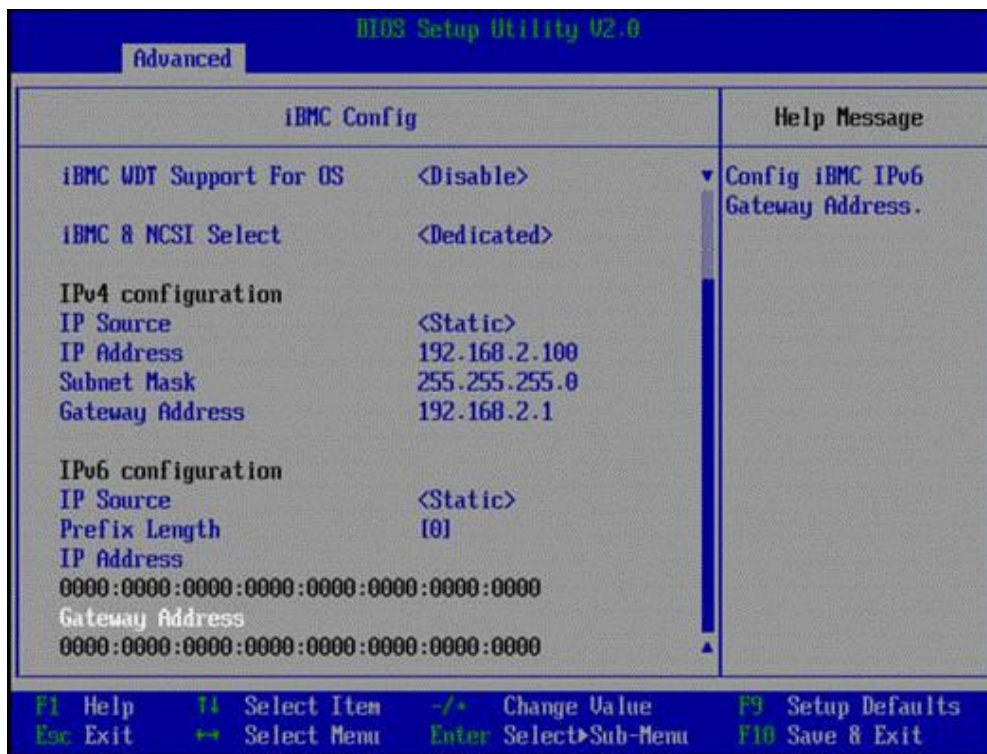 BIOS Setup Utility V2.0
Advanced
iBMC Config
Help Message
iBMC WDT Support For OS <Disable>
iBMC & NCSI Select <Dedicated>
IPv4 configuration
IP Source <Static>
IP Address 192.168.2.100
Subnet Mask 255.255.255.0
Gateway Address 192.168.2.1
IPv6 configuration
IP Source <Static>
Prefix Length [0]
IP Address
0000:0000:0000:0000:0000:0000:0000:0000
Gateway Address
0000:0000:0000:0000:0000:0000:0000:0000
Config iBMC IPv6
Gateway Address.
F1 Help ↑↓ Select Item -/+ Change Value F9 Setup Defaults
Esc Exit ↔ Select Menu Enter Select▶Sub-Menu F10 Save & Exit